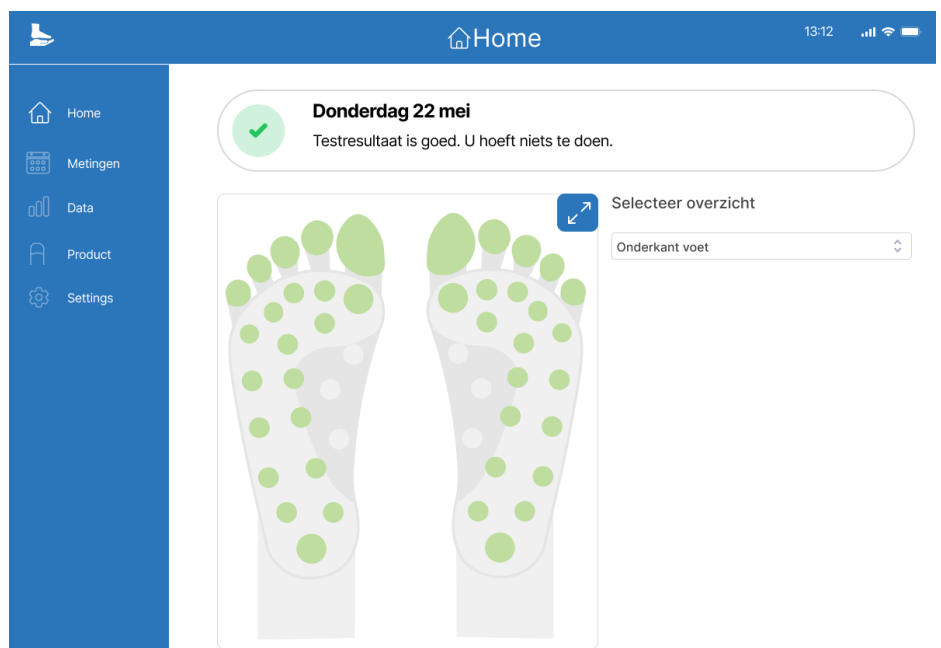 Home
13:12
Home
Metingen
Data
Product
Settings
Donderdag 22 mei
Testresultaat is goed. U hoeft niets te doen.
Selecteer overzicht
Onderkant voet